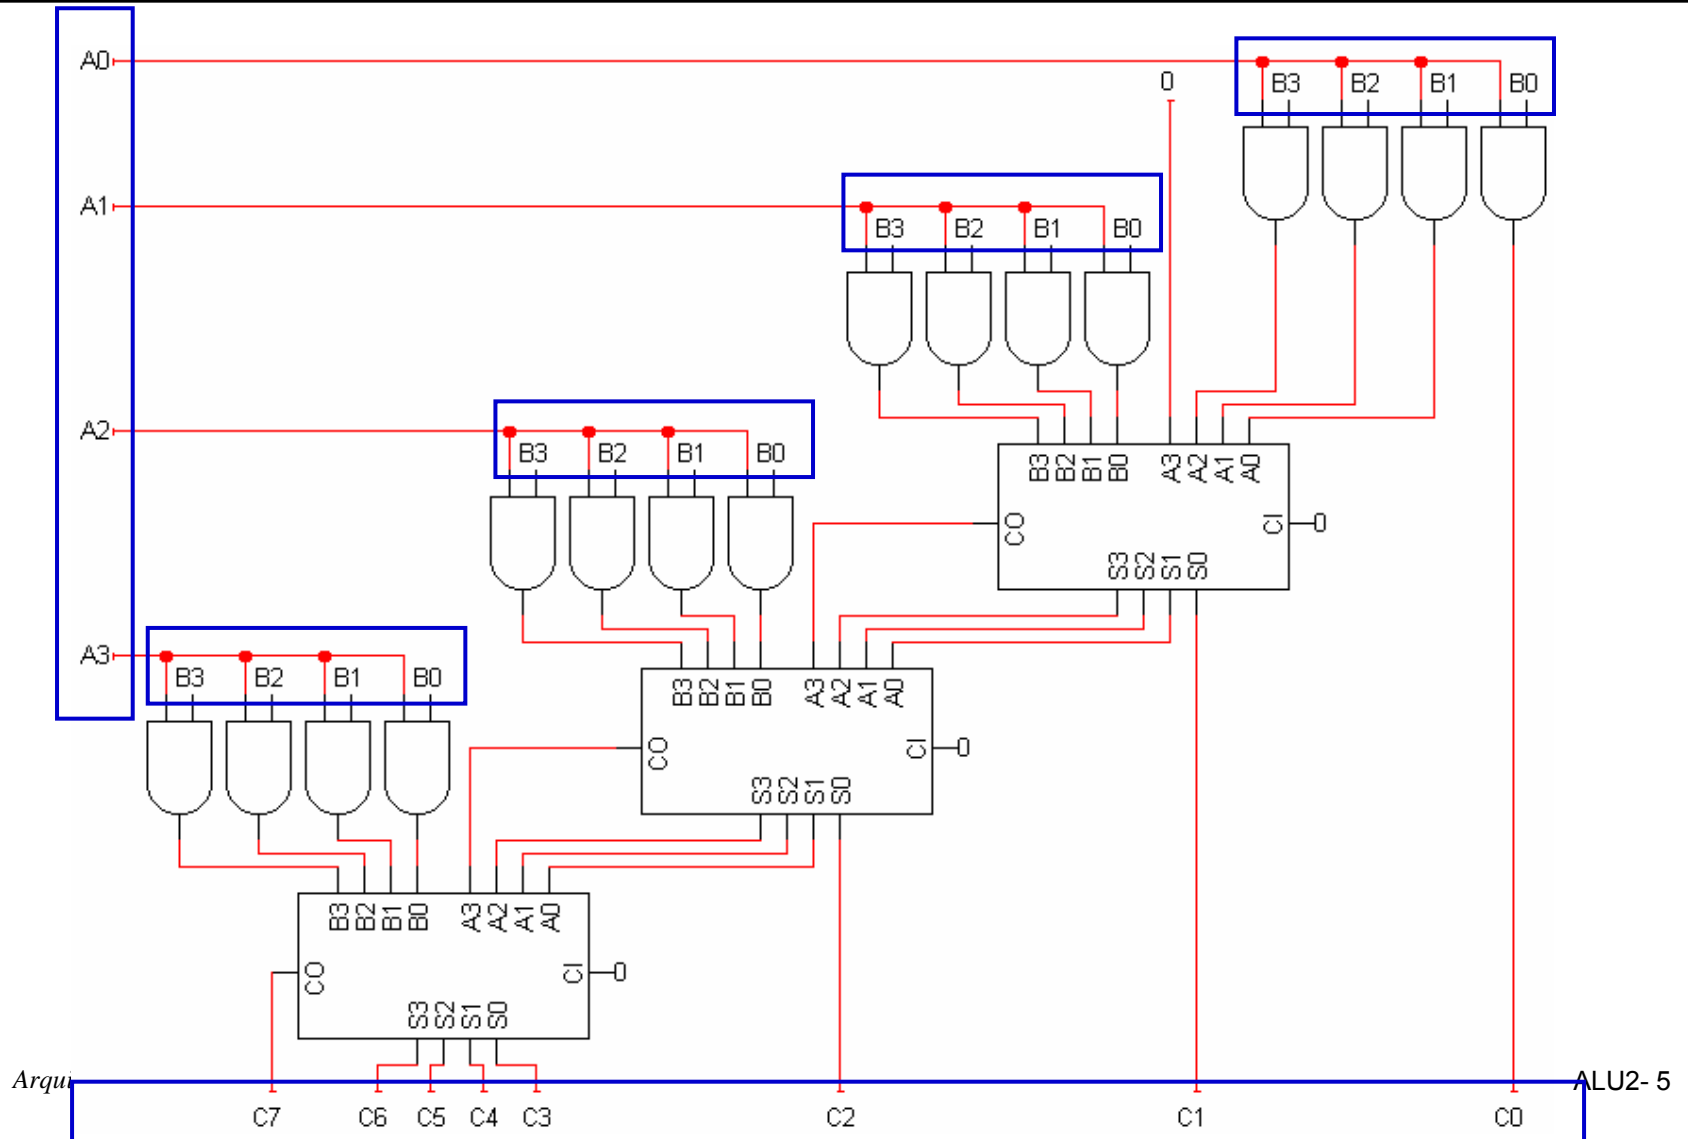 A0
0
B3 B2 B1 B0
A1
B3 B2 B1 B0
A2
B3 B2 B1 B0
B3 B2 B1 B0 A3 A2 A1 A0
CO CI 0
S3 S2 S1 S0
A3
B3 B2 B1 B0
B3 B2 B1 B0 A3 A2 A1 A0
CO CI 0
S3 S2 S1 S0
B3 B2 B1 B0 A3 A2 A1 A0
CO CI 0
S3 S2 S1 S0
Arqui ALU2- 5
C7 C6 C5 C4 C3 C2 C1 C0